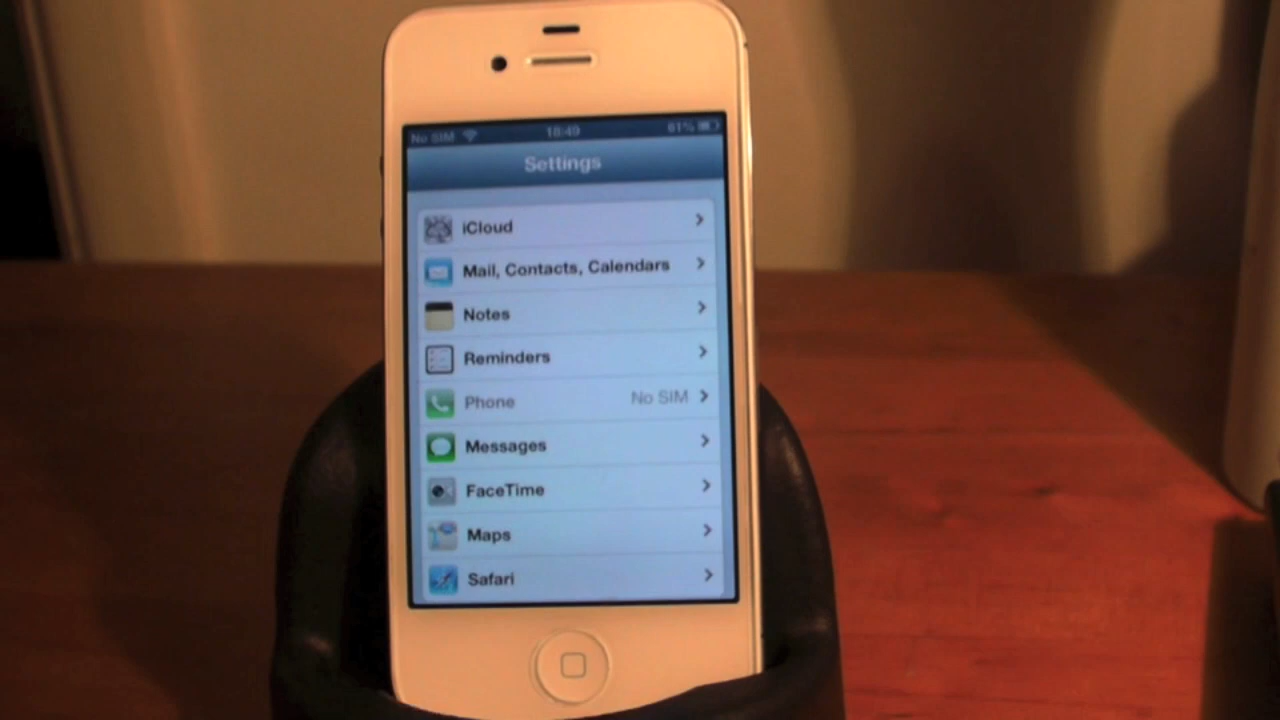 No SIM 18:49 61%
Settings
iCloud
Mail, Contacts, Calendars
Notes
Reminders
Phone No SIM
Messages
FaceTime
Maps
Safari